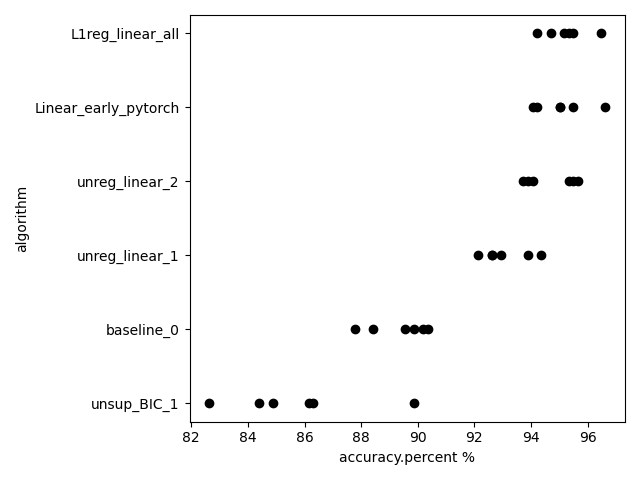 L1reg_linear_all
Linear_early_pytorch
unreg_linear_2
unreg_linear_1
baseline_0
unsup_BIC_1
algorithm
82 84 86 88 90 92 94 96
accuracy.percent %